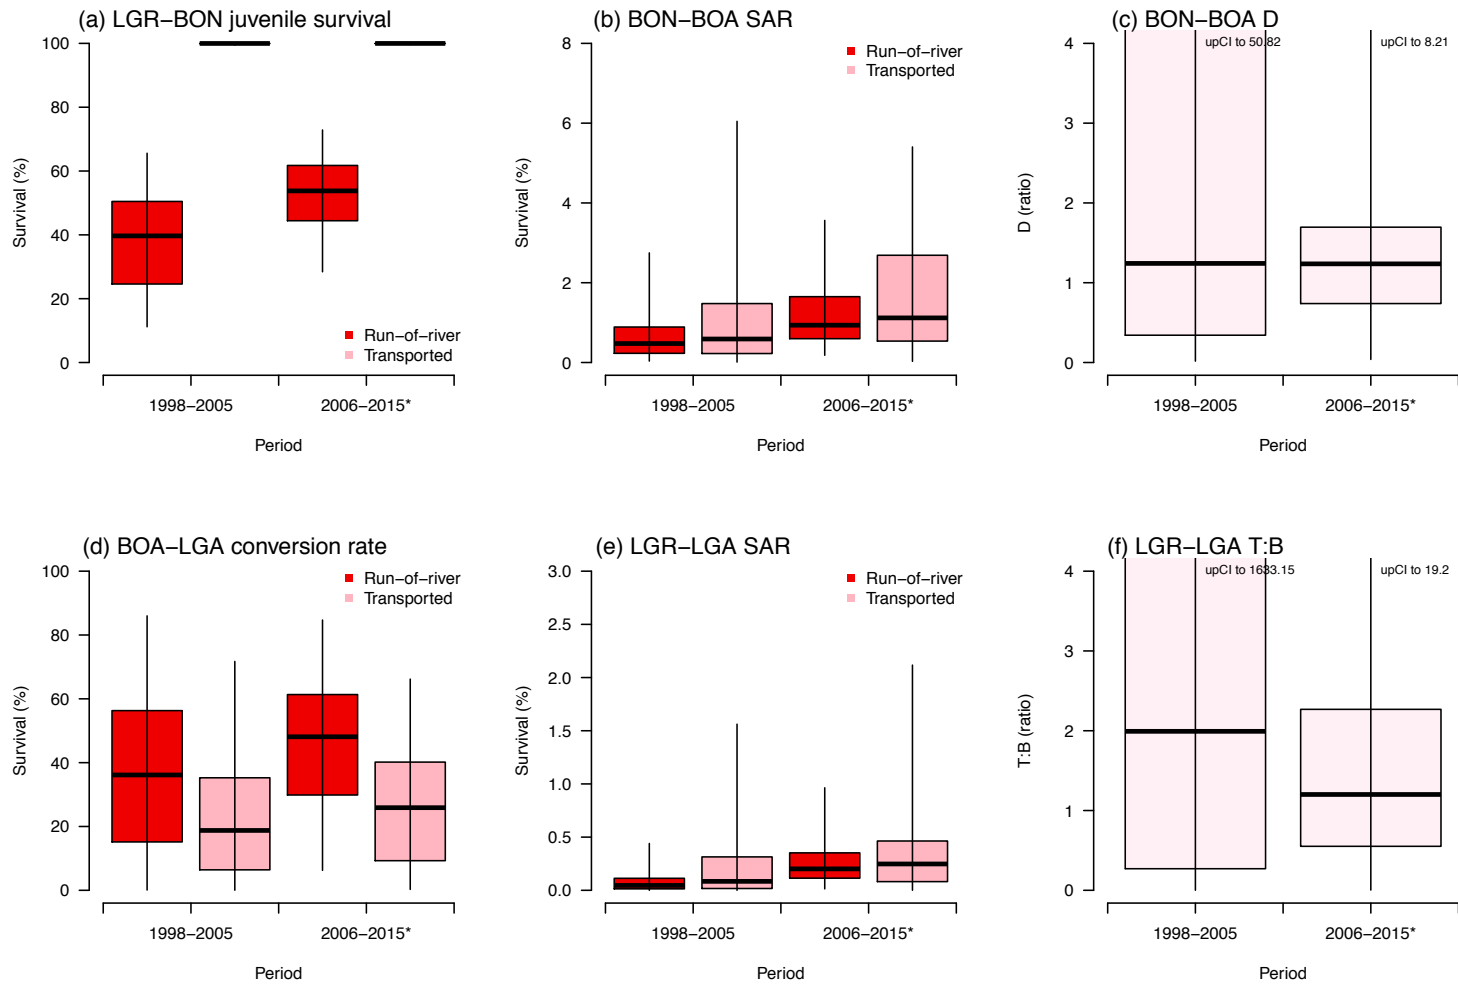 (a) LGR−BON juvenile survival
100
80
60
40
20
0
Survival (%)
Run−of−river
Transported
1998−2005
2006−2015*
Period
(b) BON−BOA SAR
8
6
4
2
0
Survival (%)
Run−of−river
Transported
1998−2005
2006−2015*
Period
(c) BON−BOA D
4
3
2
1
0
D (ratio)
upCI to 50.82
upCI to 8.21
1998−2005
2006−2015*
Period
(d) BOA−LGA conversion rate
100
80
60
40
20
0
Survival (%)
Run−of−river
Transported
1998−2005
2006−2015*
Period
(e) LGR−LGA SAR
3.0
2.5
2.0
1.5
1.0
0.5
0.0
Survival (%)
Run−of−river
Transported
1998−2005
2006−2015*
Period
(f) LGR−LGA T:B
4
3
2
1
0
T:B (ratio)
upCI to 1633.15
upCI to 19.2
1998−2005
2006−2015*
Period